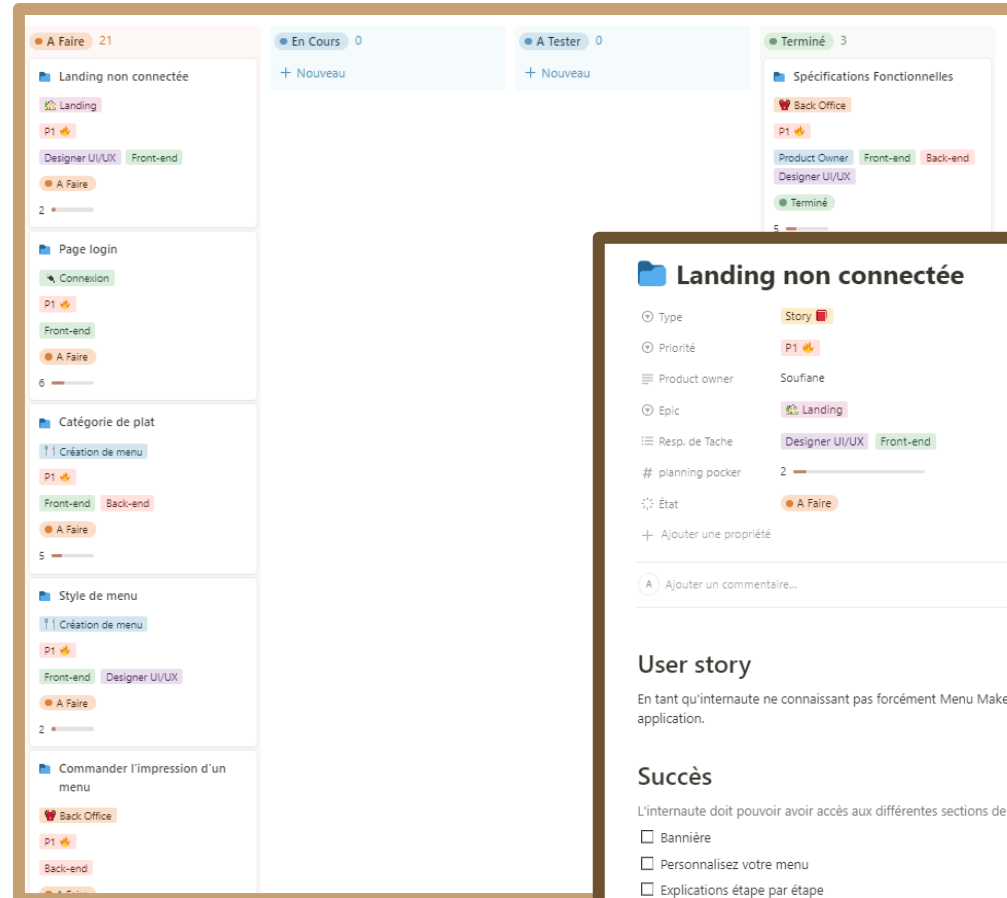 A Faire 21
Landing non connectée
Landing
P1
Designer UI/UX Front-end
A Faire
2
Page login
Connexion
P1
Front-end
A Faire
6
Catégorie de plat
Création de menu
P1
Front-end Back-end
A Faire
5
Style de menu
Création de menu
P1
Front-end Designer UI/UX
A Faire
2
Commander l'impression d'un
menu
Back Office
P1
Back-end
A Faire
En Cours 0
+ Nouveau
A Tester 0
+ Nouveau
Terminé 3
Spécifications Fonctionnelles
Back Office
P1
Product Owner Front-end Back-end
Designer UI/UX
Terminé
5
Landing non connectée
Type Story
Priorité P1
Product owner Soufiane
Epic Landing
Resp. de Tache Designer UI/UX Front-end
# planning pocker 2
État A Faire
+ Ajouter une propriété
A Ajouter un commentaire...
User story
En tant qu'internaute ne connaissant pas forcément Menu Make
application.
Succès
L'internaute doit pouvoir avoir accès aux différentes sections de
Bannière
Personnalisez votre menu
Explications étape par étape